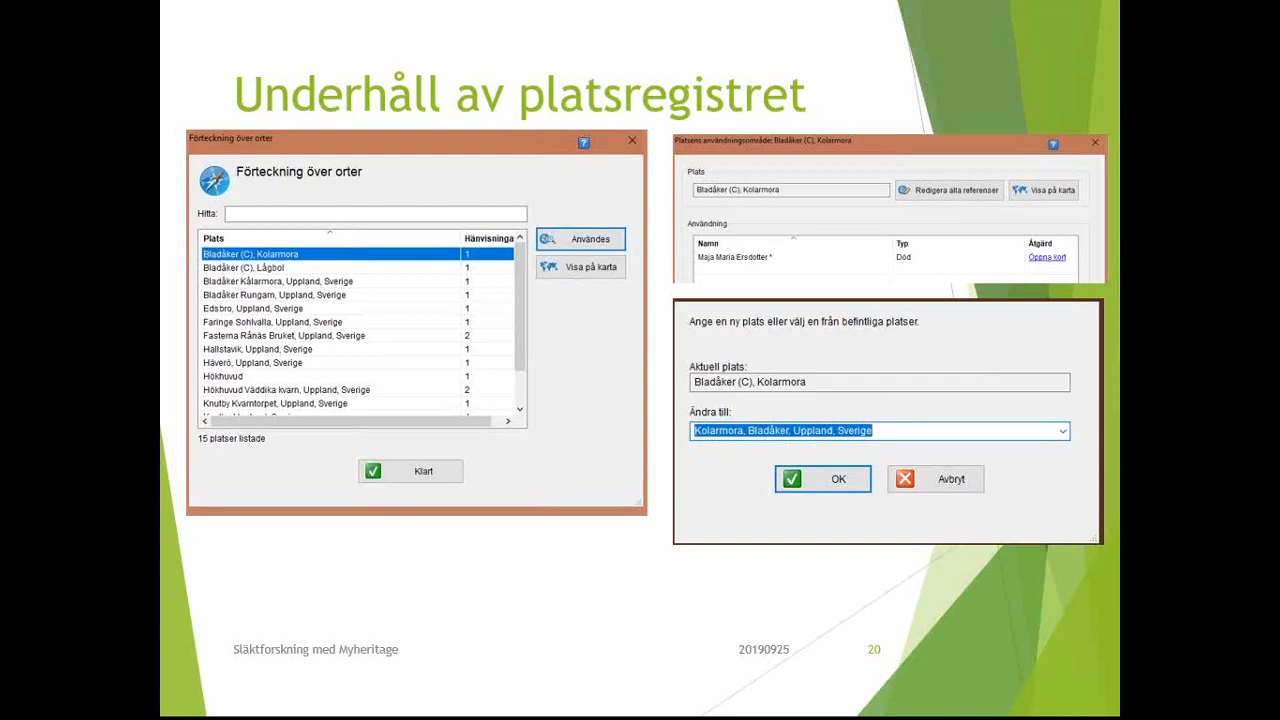 Underhåll av platsregistret
Förteckning över orter
Förteckning över orter
Hitta:
Plats Hänvisninga
Bladåker (C), Kolarmora 1
Bladåker (C), Lågbol 1
Bladåker Kålarmora, Uppland, Sverige 1
Bladåker Rungarn, Uppland, Sverige 1
Edsbro, Uppland, Sverige 1
Faringe Sohlvalla, Uppland, Sverige 1
Fasterna Rånäs Bruket, Uppland, Sverige 2
Hallstavik, Uppland, Sverige 1
Häverö, Uppland, Sverige 1
Hökhuvud 1
Hökhuvud Väddika kvarn, Uppland, Sverige 2
Knutby Kvarntorpet, Uppland, Sverige 1
Användes
Visa på karta
15 platser listade
Klart
Platsens användningsområde: Bladåker (C), Kolarmora
Plats
Bladåker (C), Kolarmora
Redigera alla referenser
Visa på karta
Användning
Namn Typ Åtgärd
Maja Maria Ersdotter * Död Öppna kort
Ange en ny plats eller välj en från befintliga platser.
Aktuell plats:
Bladåker (C), Kolarmora
Ändra till:
Kolarmora, Bladåker, Uppland, Sverige
OK
Avbryt
Släktforskning med Myheritage
20190925
20